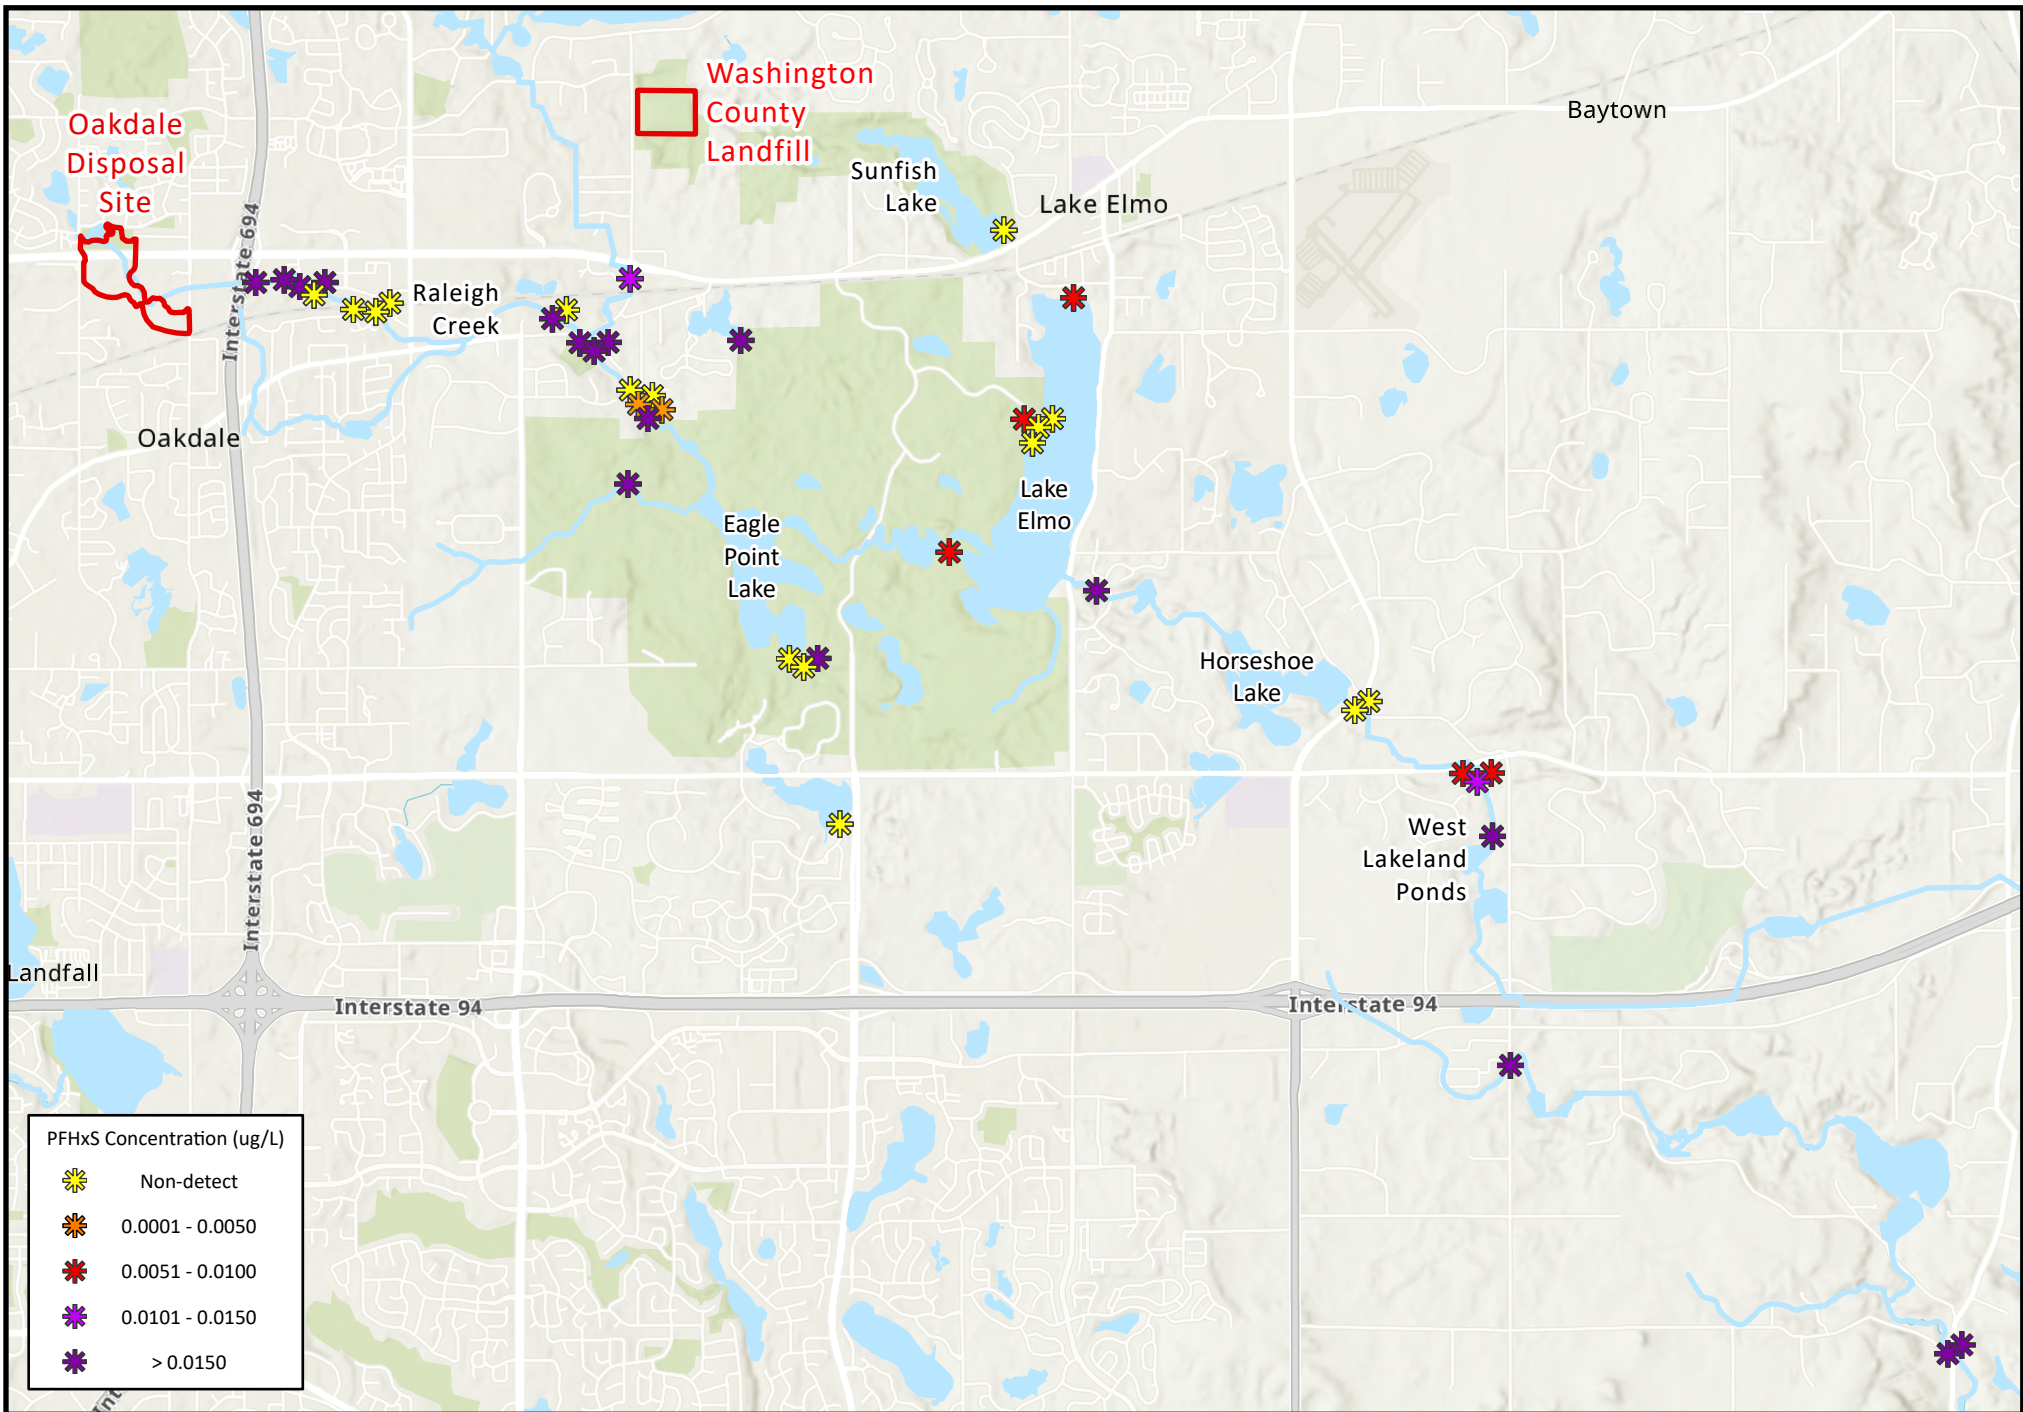 Washington
County
Landfill
Oakdale
Disposal
Site
Baytown
Sunfish
Lake
Lake Elmo
Interstate 694
Raleigh
Creek
Oakdale
Lake
Elmo
Eagle
Point
Lake
Horseshoe
Lake
West
Lakeland
Ponds
Interstate 694
Landfall
Interstate 94
Interstate 94
PFHxS Concentration (ug/L)
Non-detect
0.0001 - 0.0050
0.0051 - 0.0100
0.0101 - 0.0150
> 0.0150
Int